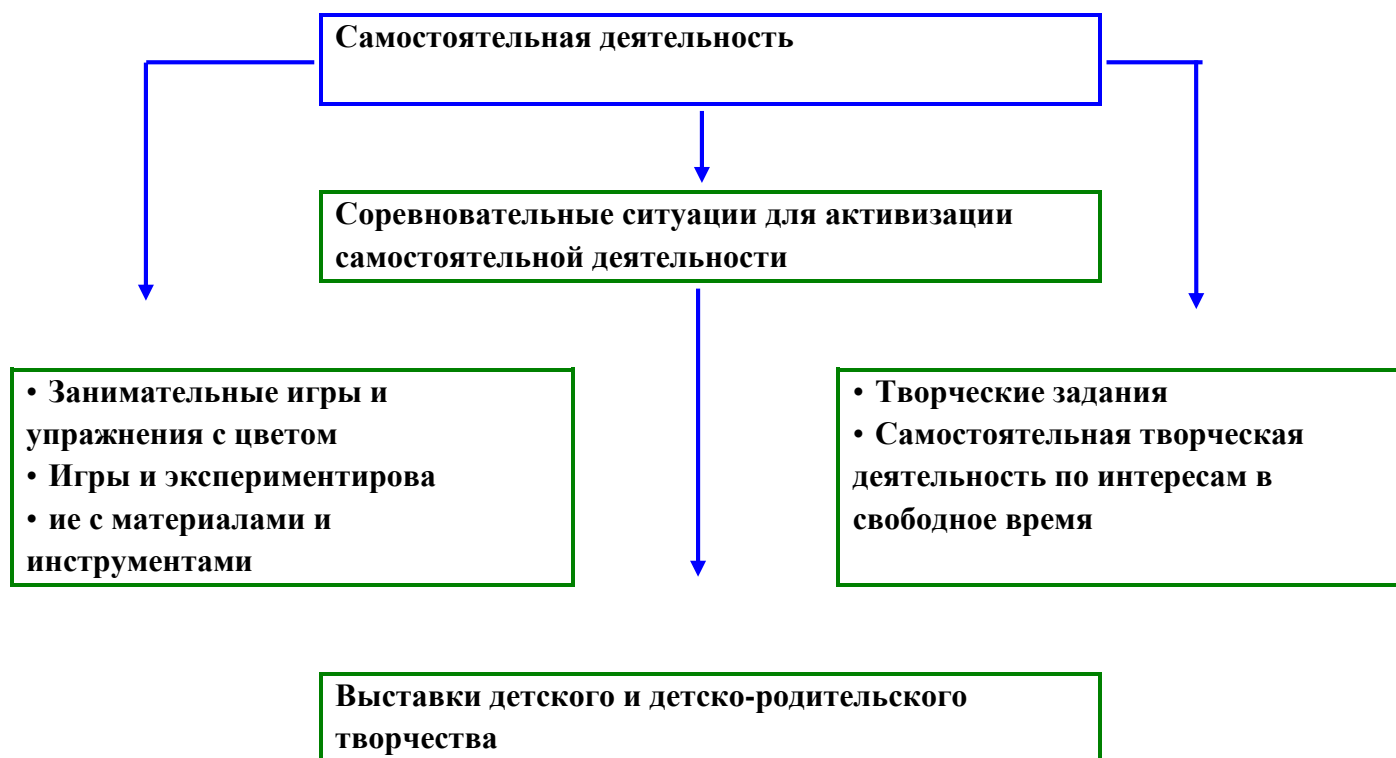 Самостоятельная деятельность
Соревновательные ситуации для активизации
самостоятельной деятельности
• Занимательные игры и
упражнения с цветом
• Игры и экспериментирова
• ие с материалами и
инструментами
• Творческие задания
• Самостоятельная творческая
деятельность по интересам в
свободное время
Выставки детского и детско-родительского
творчества